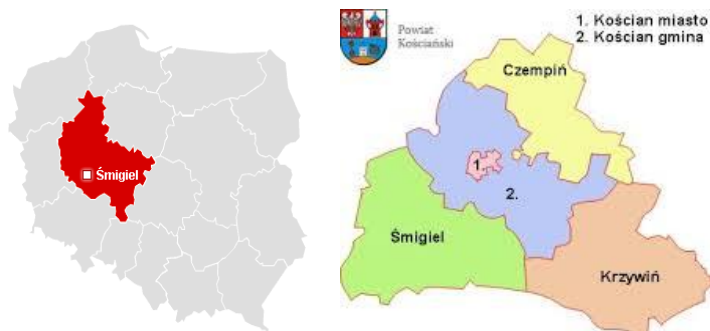 Śmigiel
Powiat
Kościański
1. Kościan miasto
2. Kościan gmina
Czempiń
1.
2.
Śmigiel
Krzywiń